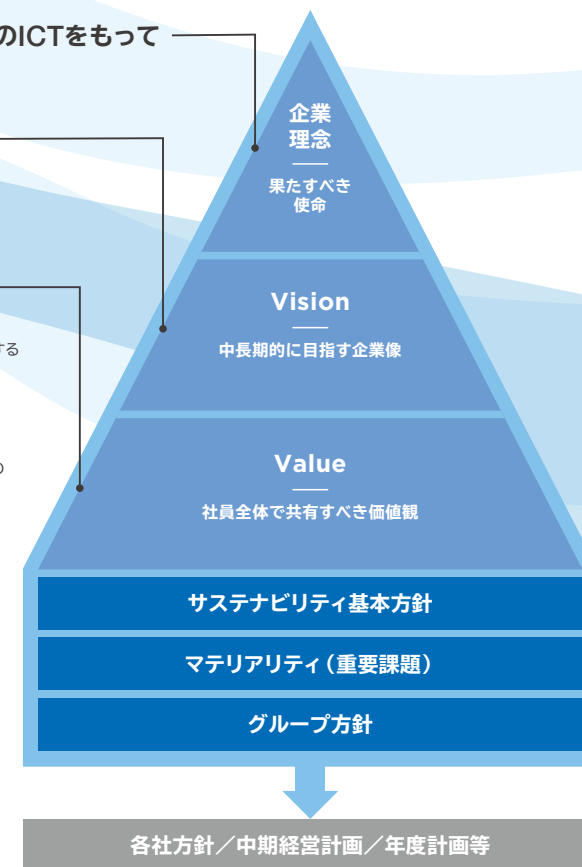 のICTをもって
企業
理念
果たすべき
使命
Vision
中長期的に目指す企業像
する
の
Value
社員全体で共有すべき価値観
サステナビリティ基本方針
マテリアリティ（重要課題）
グループ方針
各社方針／中期経営計画／年度計画等